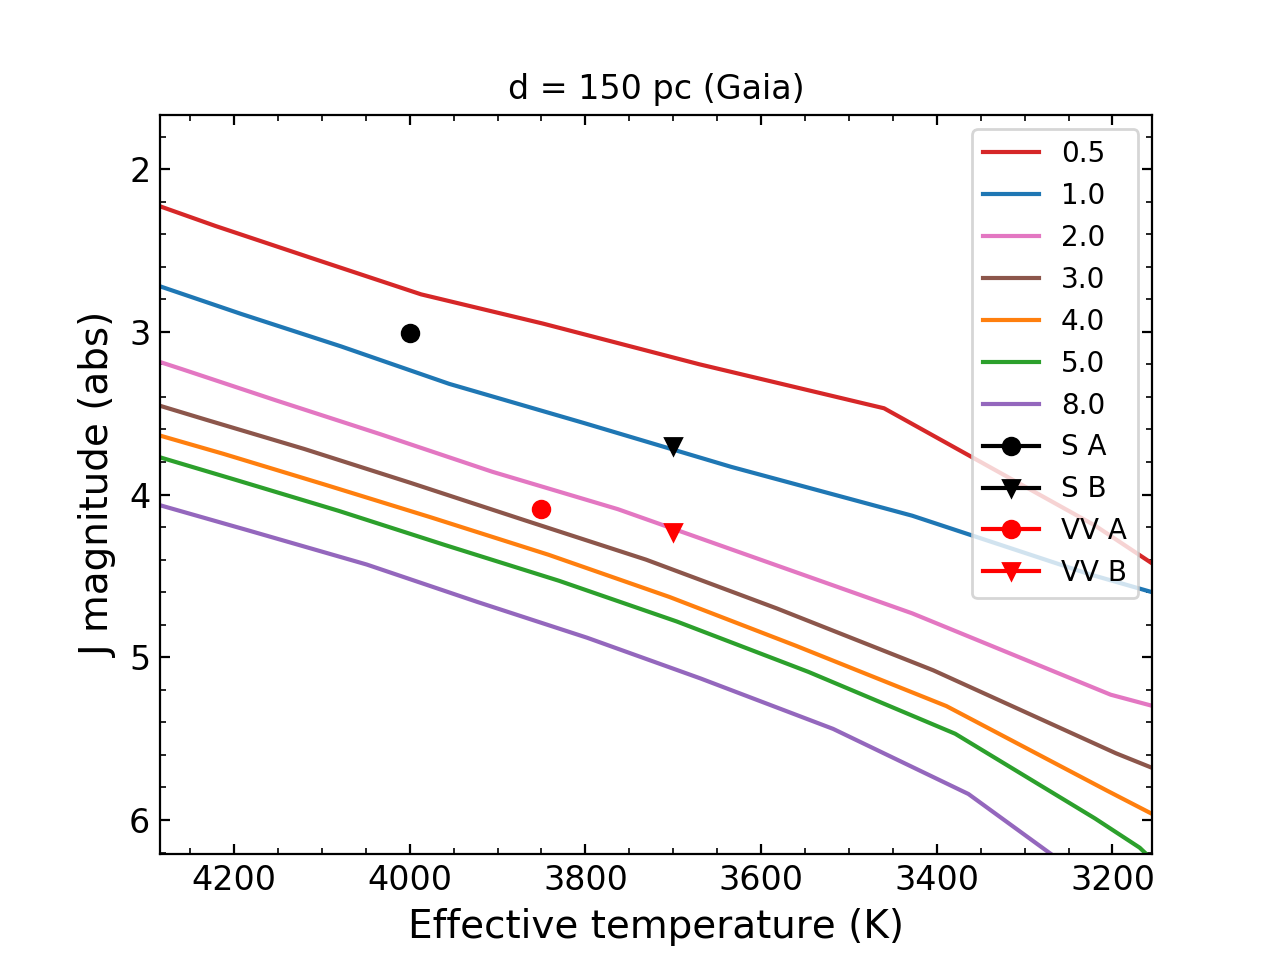 d = 150 pc (Gaia)
0.5
1.0
2.0
3.0
4.0
5.0
8.0
S A
S B
VV A
VV B
2
3
4
5
6
J magnitude (abs)
4200 4000 3800 3600 3400 3200
Effective temperature (K)